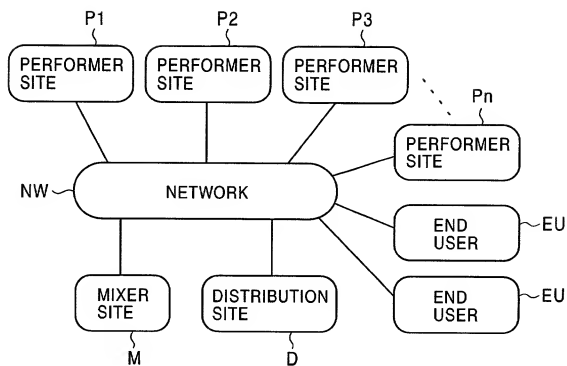 P1
P2
P3
PERFORMER
SITE
PERFORMER
SITE
PERFORMER
SITE
Pn
PERFORMER
SITE
NW
NETWORK
END
USER
EU
MIXER
SITE
DISTRIBUTION
SITE
END
USER
EU
M
D